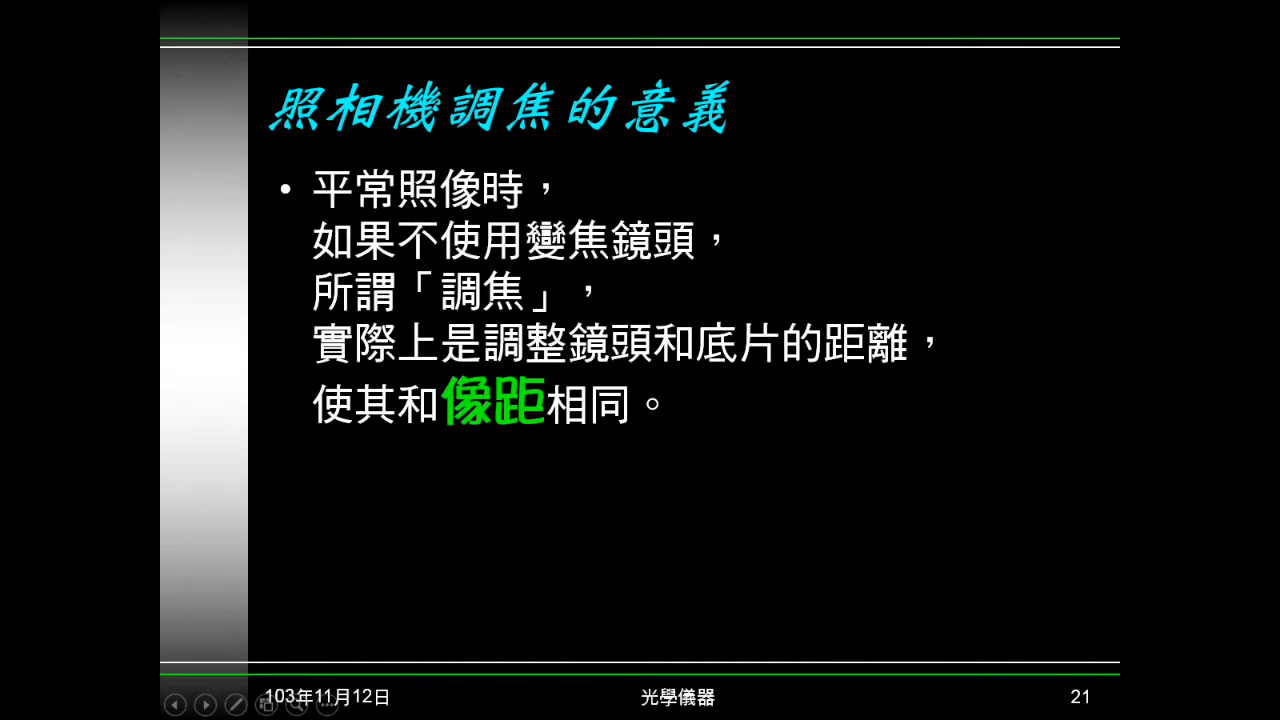 照相機調焦的意義
• 平常照像時，
如果不使用變焦鏡頭，
所謂「調焦」，
實際上是調整鏡頭和底片的距離，
使其和像距相同。
103年11月12日
光學儀器
21